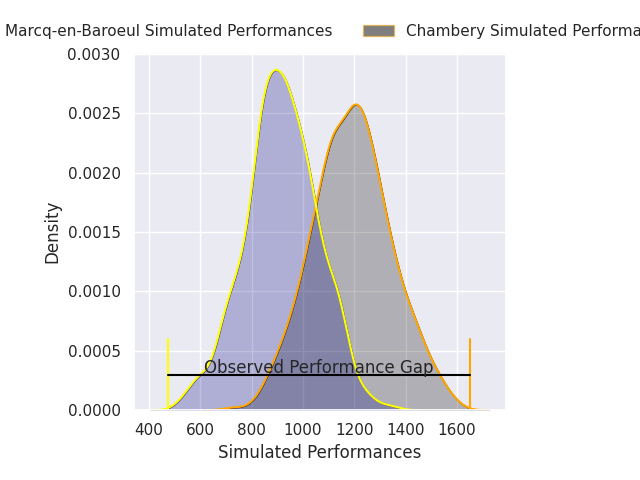 Marcq-en-Baroeul Simulated Performances
Chambery Simulated Performa
0.0030
0.0025
0.0020
0.0015
0.0010
0.0005
0.0000
Density
Observed Performance Gap
400 600 800 1000 1200 1400 1600
Simulated Performances